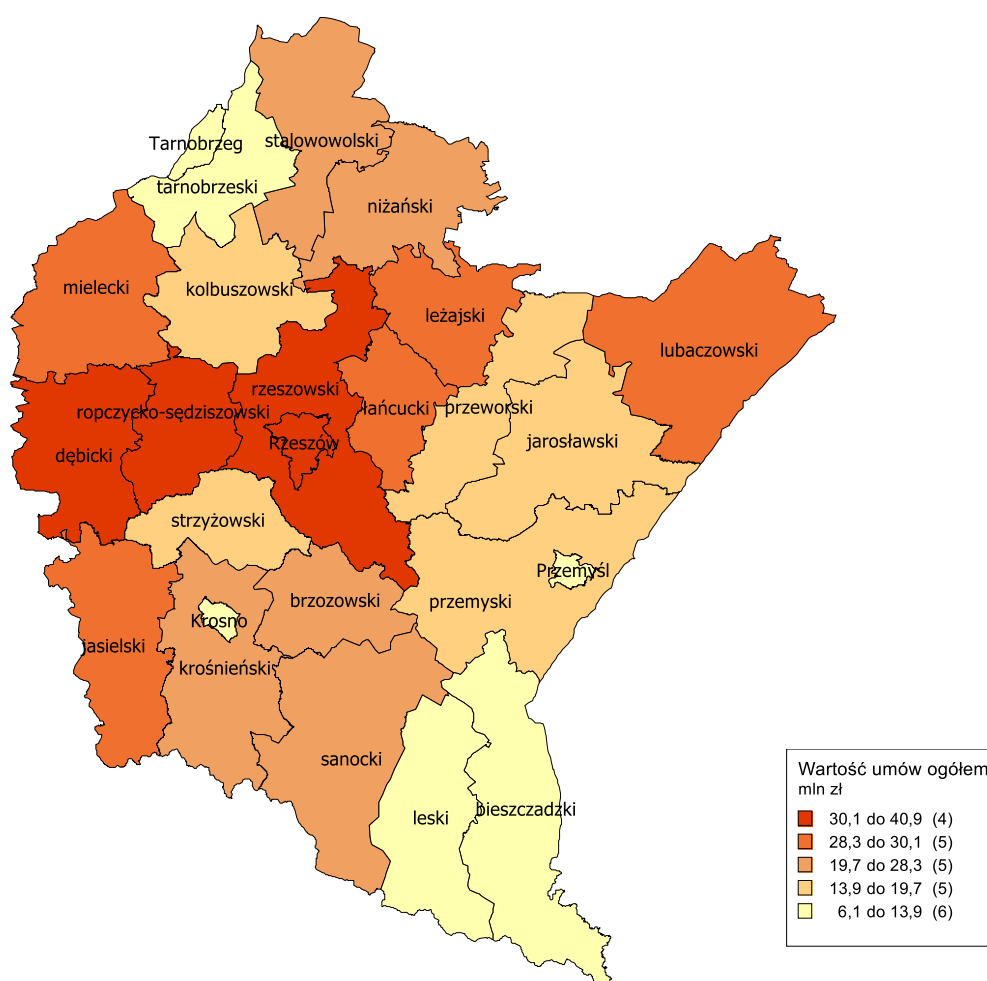 Tarnobrzeg
stalowowolski
tarnobrzeski
niżański
mielecki
kolbuszowski
leżajski
lubaczowski
rzeszowski
ropczycko-sędziszowski
łańcucki
przeworski
Rzeszów
jarosławski
dębicki
strzyżowski
Przemyśl
brzozowski
przemyski
Krosno
jasielski
krośnieński
sanocki
leski
bieszczadzki
Wartość umów ogółem
mln zł
30,1 do 40,9 (4)
28,3 do 30,1 (5)
19,7 do 28,3 (5)
13,9 do 19,7 (5)
6,1 do 13,9 (6)